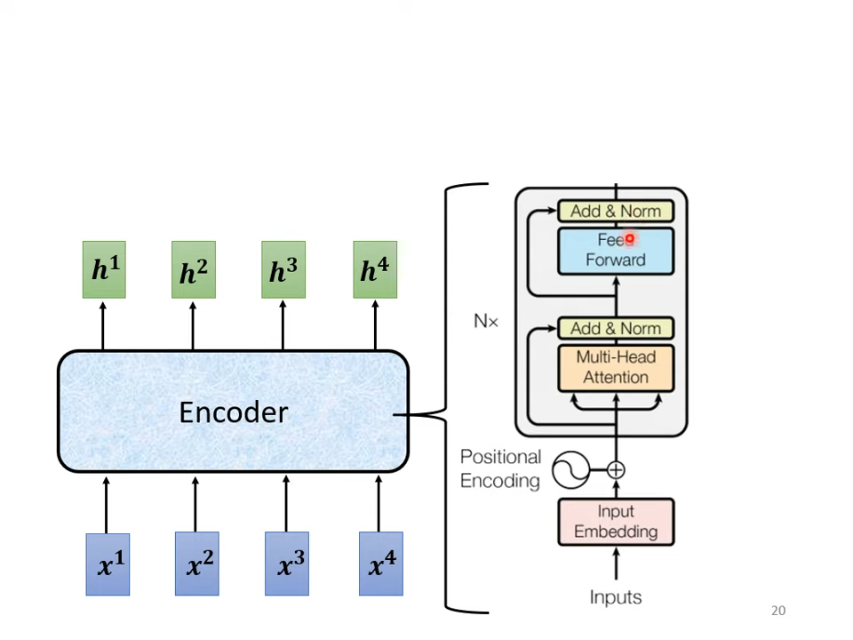 h¹ h² h³ h⁴
Encoder
x¹ x² x³ x⁴
Add & Norm
Feed
Forward
N×
Add & Norm
Multi-Head
Attention
Positional
Encoding
Input
Embedding
Inputs
20